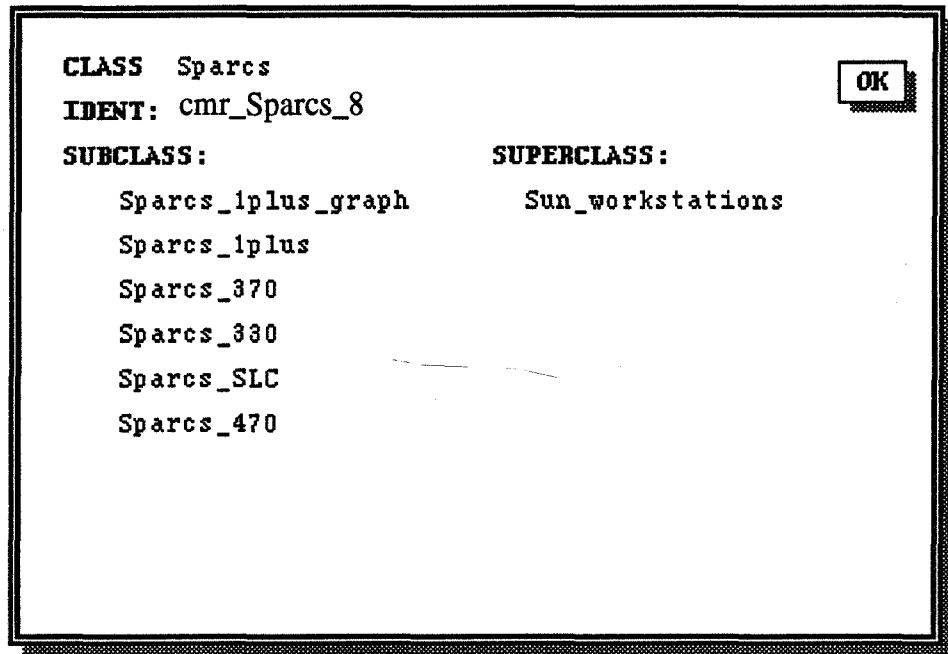 CLASS Sparcs
OK
IDENT: cmr_Sparcs_8
SUBCLASS: SUPERCLASS:
Sparcs_1plus_graph Sun_workstations
Sparcs_1plus
Sparcs_370
Sparcs_330
Sparcs_SLC
Sparcs_470